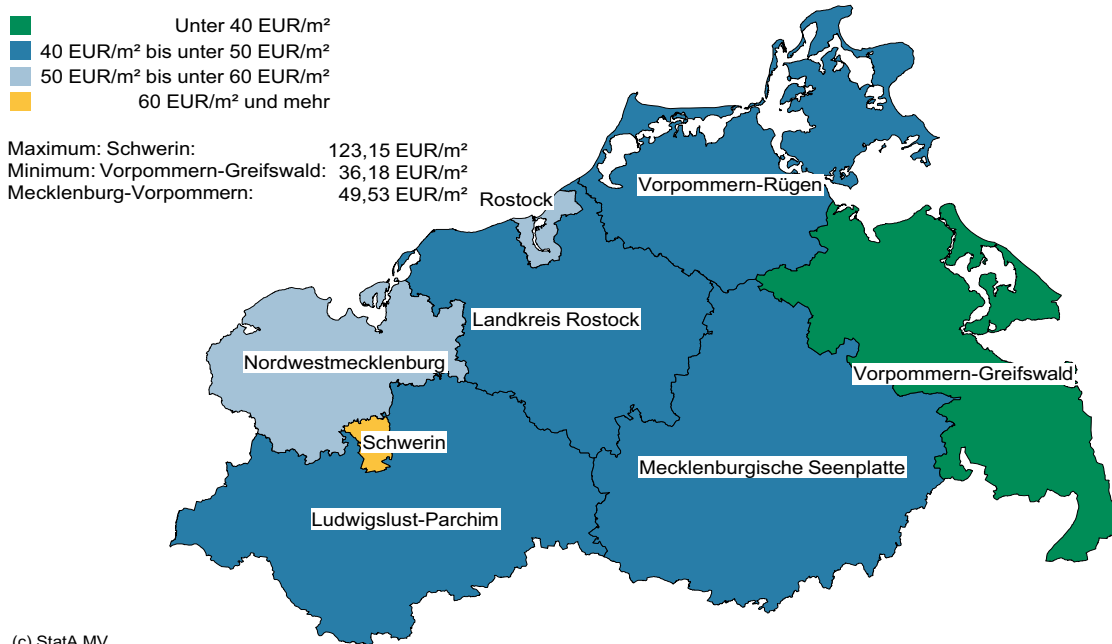 Unter 40 EUR/m²
40 EUR/m² bis unter 50 EUR/m²
50 EUR/m² bis unter 60 EUR/m²
60 EUR/m² und mehr
Maximum: Schwerin: 123,15 EUR/m²
Minimum: Vorpommern-Greifswald: 36,18 EUR/m²
Mecklenburg-Vorpommern: 49,53 EUR/m²
Rostock
Vorpommern-Rügen
Landkreis Rostock
Nordwestmecklenburg
Vorpommern-Greifswald
Schwerin
Mecklenburgische Seenplatte
Ludwigslust-Parchim
(c) StatA MV